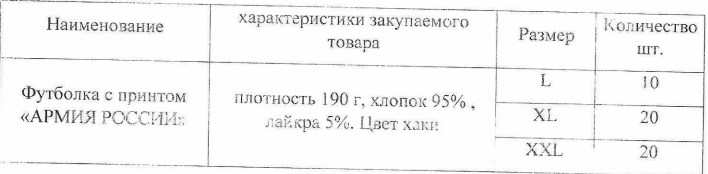 Наименование
характеристики закупаемого
товара
Размер
Количество
шт.
Футболка с принтом
«АРМИЯ РОССИИ»
плотность 190 г, хлопок 95% ,
лайкра 5%. Цвет хаки
L
10
XL
20
XXL
20